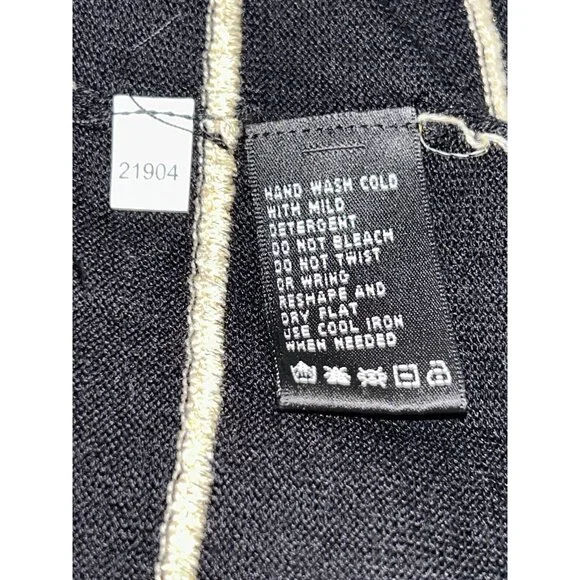 21904
HAND WASH COLD
WITH MILD
DETERGENT
DO NOT BLEACH
DO NOT TWIST
OR WRING
RESHAPE AND
DRY FLAT
USE COOL IRON
WHEN NEEDED